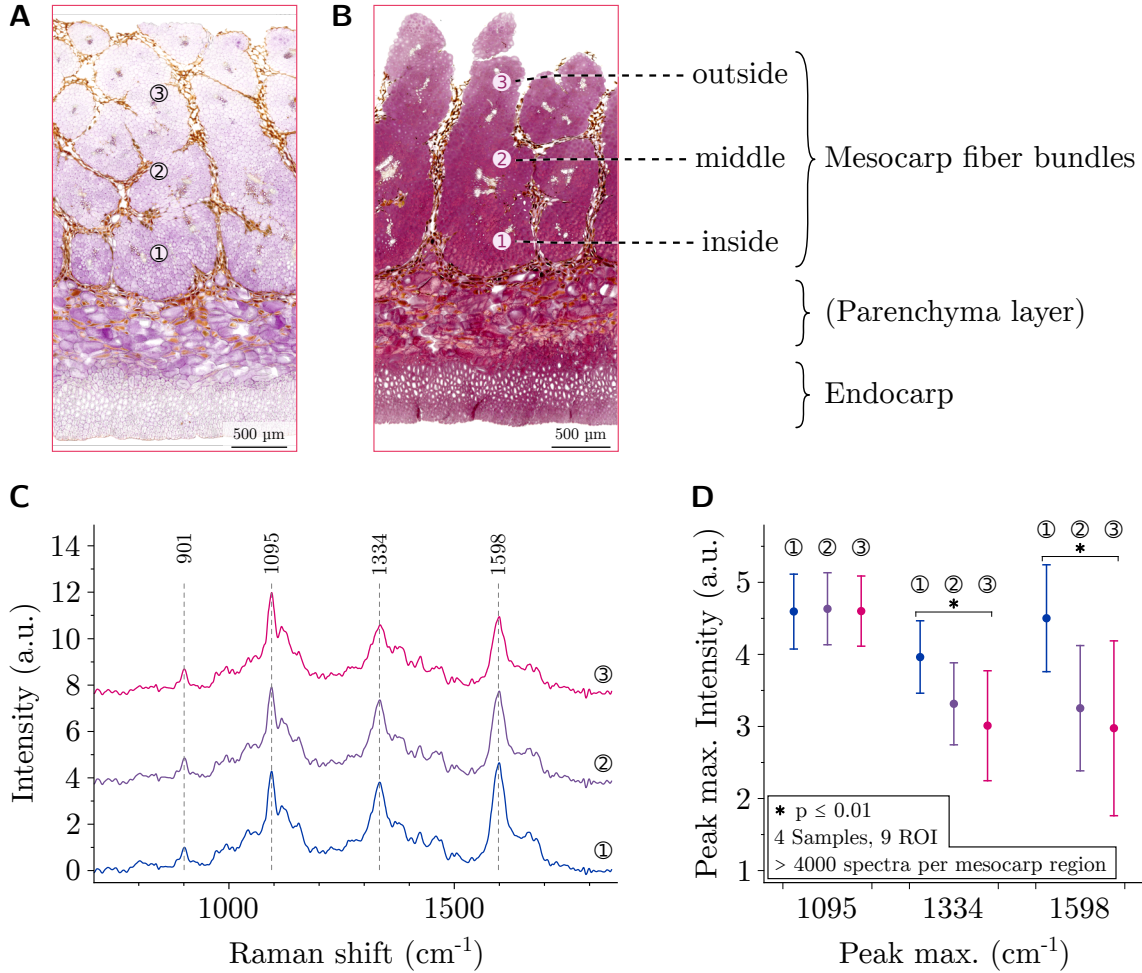 A
B
③
②
①
500 µm
③
②
①
500 µm
outside
middle
inside
Mesocarp fiber bundles
(Parenchyma layer)
Endocarp
C
901
1095
1334
1598
14
12
10
8
6
4
2
0
Intensity (a.u.)
③
②
①
1000
1500
Raman shift (cm⁻¹)
D
① ② ③
① ② ③
① ② ③
*
*
5
4
3
2
1
Peak max. Intensity (a.u.)
* p ≤ 0.01
4 Samples, 9 ROI
> 4000 spectra per mesocarp region
1095
1334
1598
Peak max. (cm⁻¹)